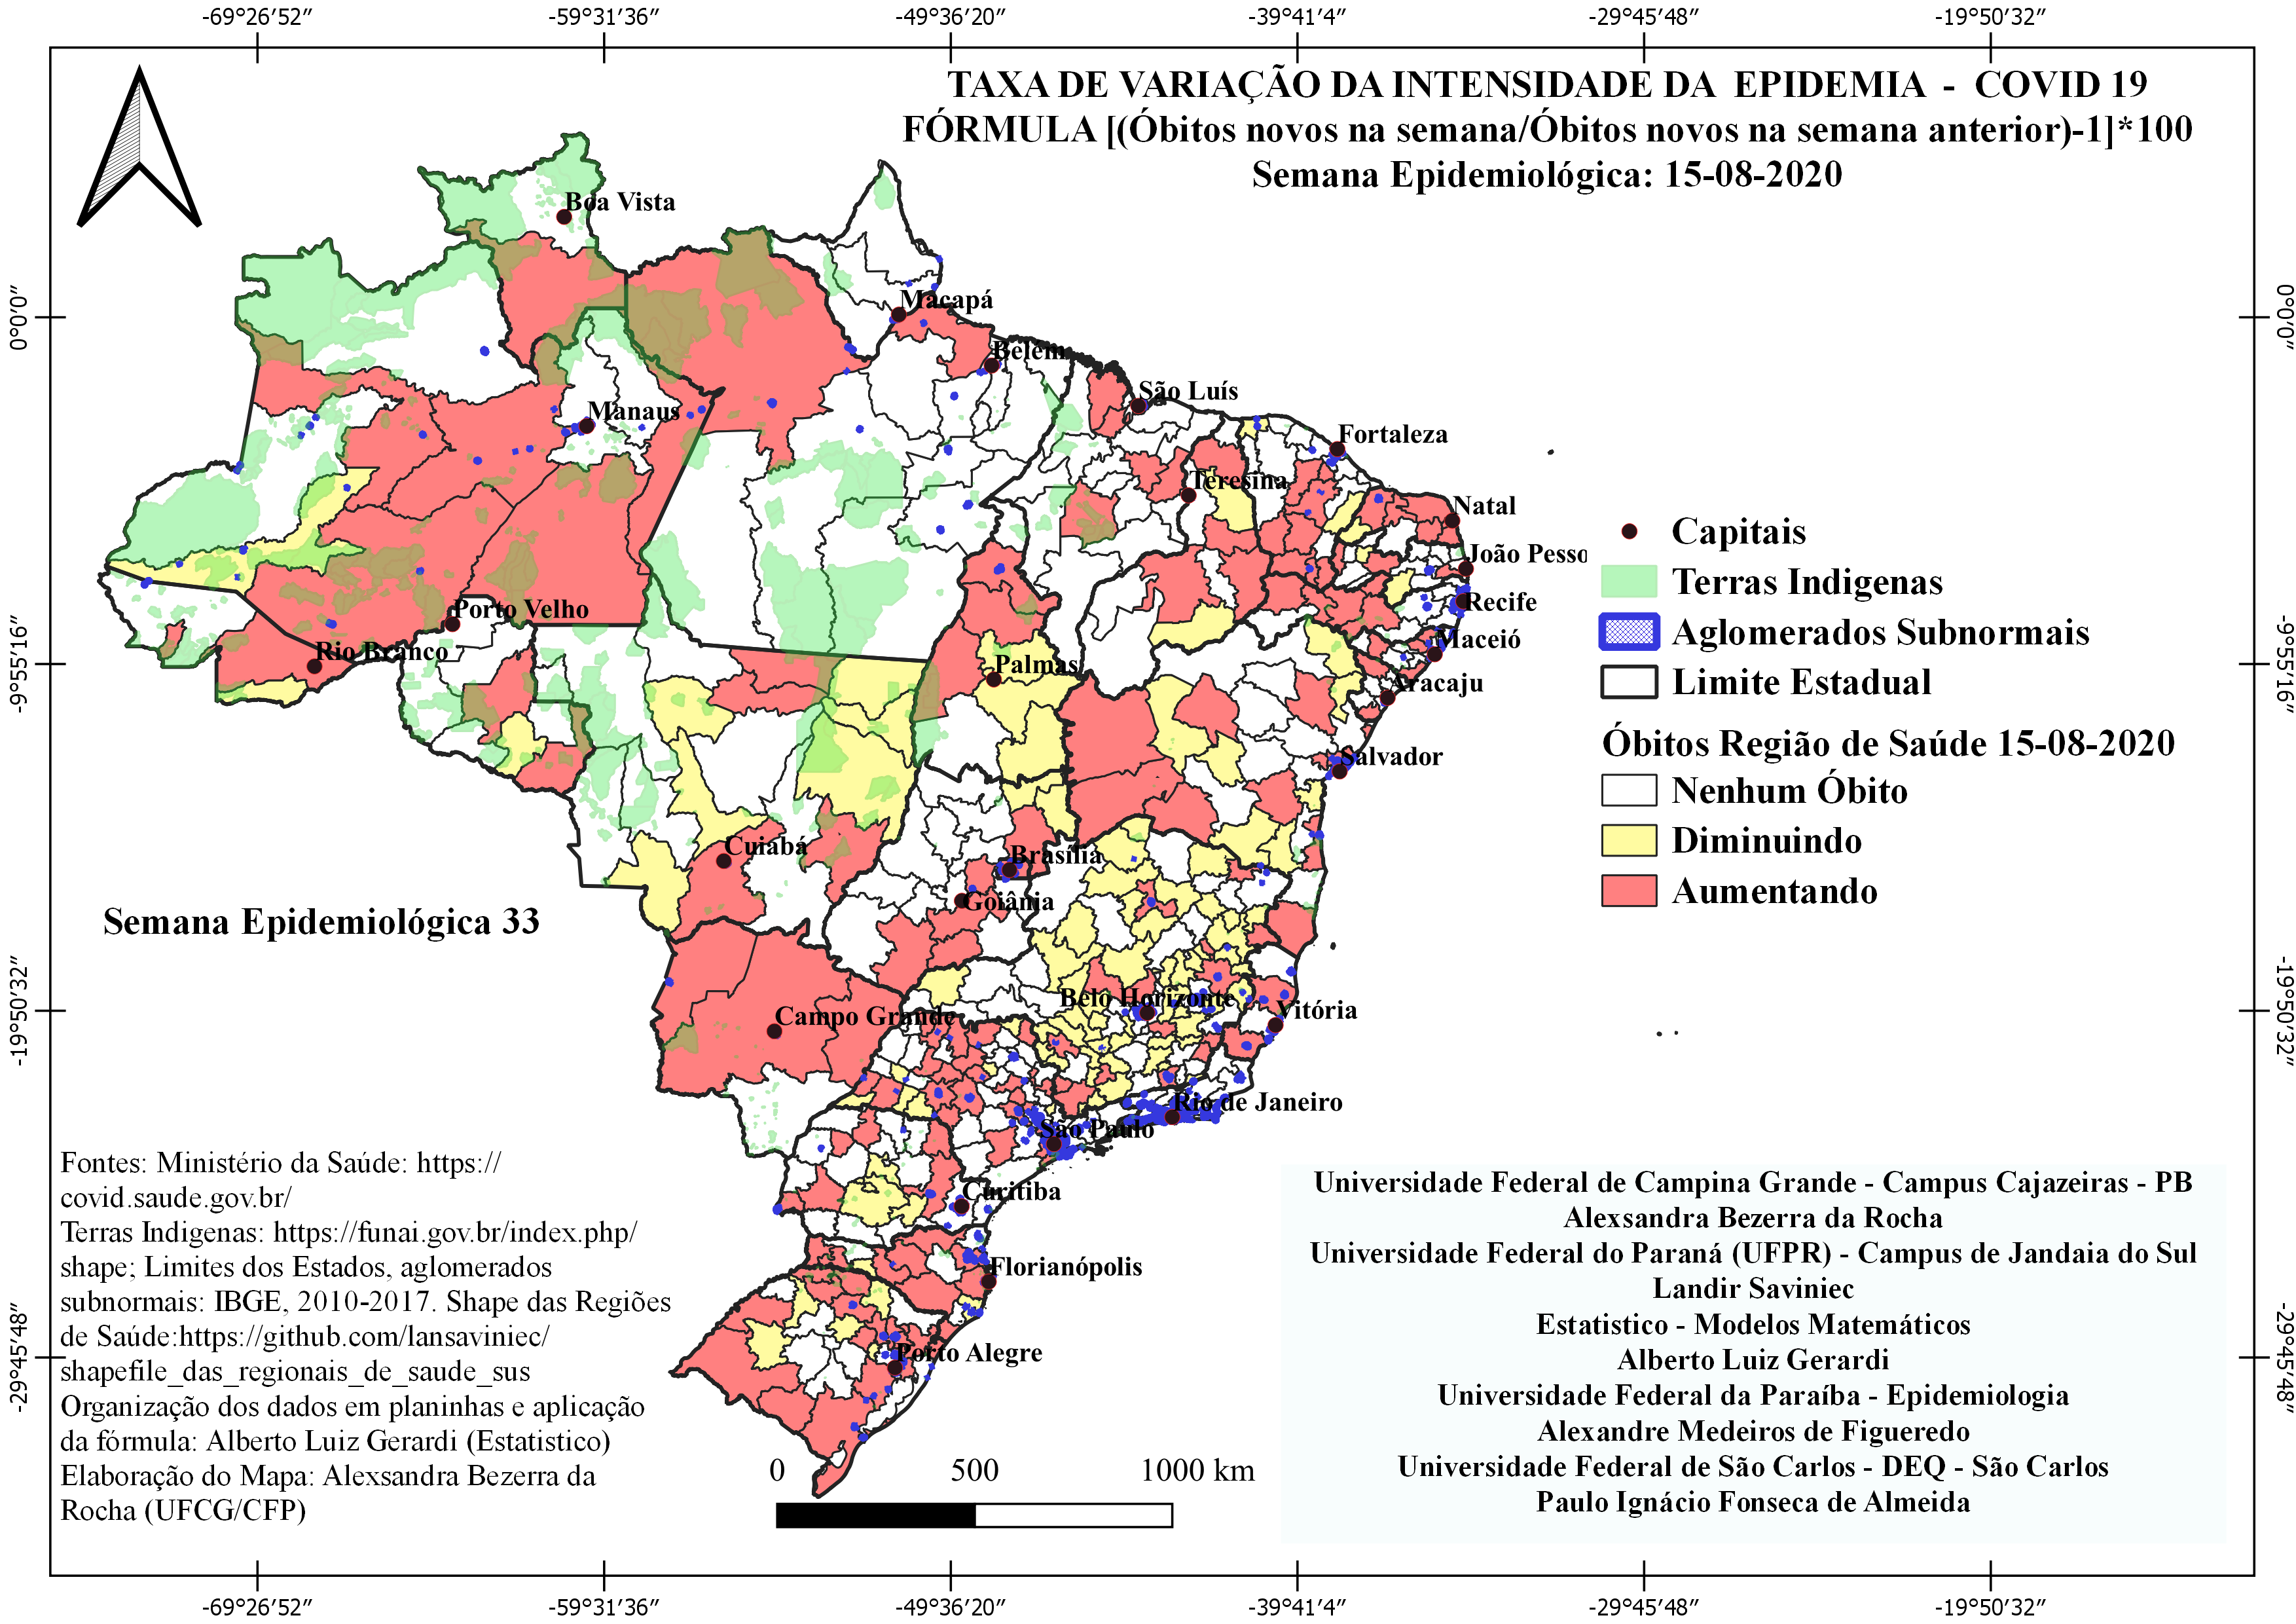 -69°26′52″ -59°31′36″ -49°36′20″ -39°41′4″ -29°45′48″ -19°50′32″
TAXA DE VARIAÇÃO DA INTENSIDADE DA EPIDEMIA - COVID 19
FÓRMULA [(Óbitos novos na semana/Óbitos novos na semana anterior)-1]*100
Semana Epidemiológica: 15-08-2020
Boa Vista
Macapá
0°0′0″
0°0′0″
Belém
São Luís
Manaus
Fortaleza
Teresina
Natal
João Pesso
Porto Velho
Recife
Rio Branco
Maceió
-9°55′16″
-9°55′16″
Palmas
Aracaju
Salvador
Cuiabá
Brasília
Goiânia
Belo Horizonte
Vitória
Campo Grande
-19°50′32″
-19°50′32″
Rio de Janeiro
São Paulo
Curitiba
Florianópolis
Porto Alegre
-29°45′48″
-29°45′48″
Capitais
Terras Indigenas
Aglomerados Subnormais
Limite Estadual
Óbitos Região de Saúde 15-08-2020
Nenhum Óbito
Diminuindo
Aumentando
Semana Epidemiológica 33
Fontes: Ministério da Saúde: https://
covid.saude.gov.br/
Terras Indigenas: https://funai.gov.br/index.php/
shape; Limites dos Estados, aglomerados
subnormais: IBGE, 2010-2017. Shape das Regiões
de Saúde:https://github.com/lansaviniec/
shapefile_das_regionais_de_saude_sus
Organização dos dados em planinhas e aplicação
da fórmula: Alberto Luiz Gerardi (Estatistico)
Elaboração do Mapa: Alexsandra Bezerra da
Rocha (UFCG/CFP)
0 500 1000 km
Universidade Federal de Campina Grande - Campus Cajazeiras - PB
Alexsandra Bezerra da Rocha
Universidade Federal do Paraná (UFPR) - Campus de Jandaia do Sul
Landir Saviniec
Estatistico - Modelos Matemáticos
Alberto Luiz Gerardi
Universidade Federal da Paraíba - Epidemiologia
Alexandre Medeiros de Figueredo
Universidade Federal de São Carlos - DEQ - São Carlos
Paulo Ignácio Fonseca de Almeida
-69°26′52″ -59°31′36″ -49°36′20″ -39°41′4″ -29°45′48″ -19°50′32″